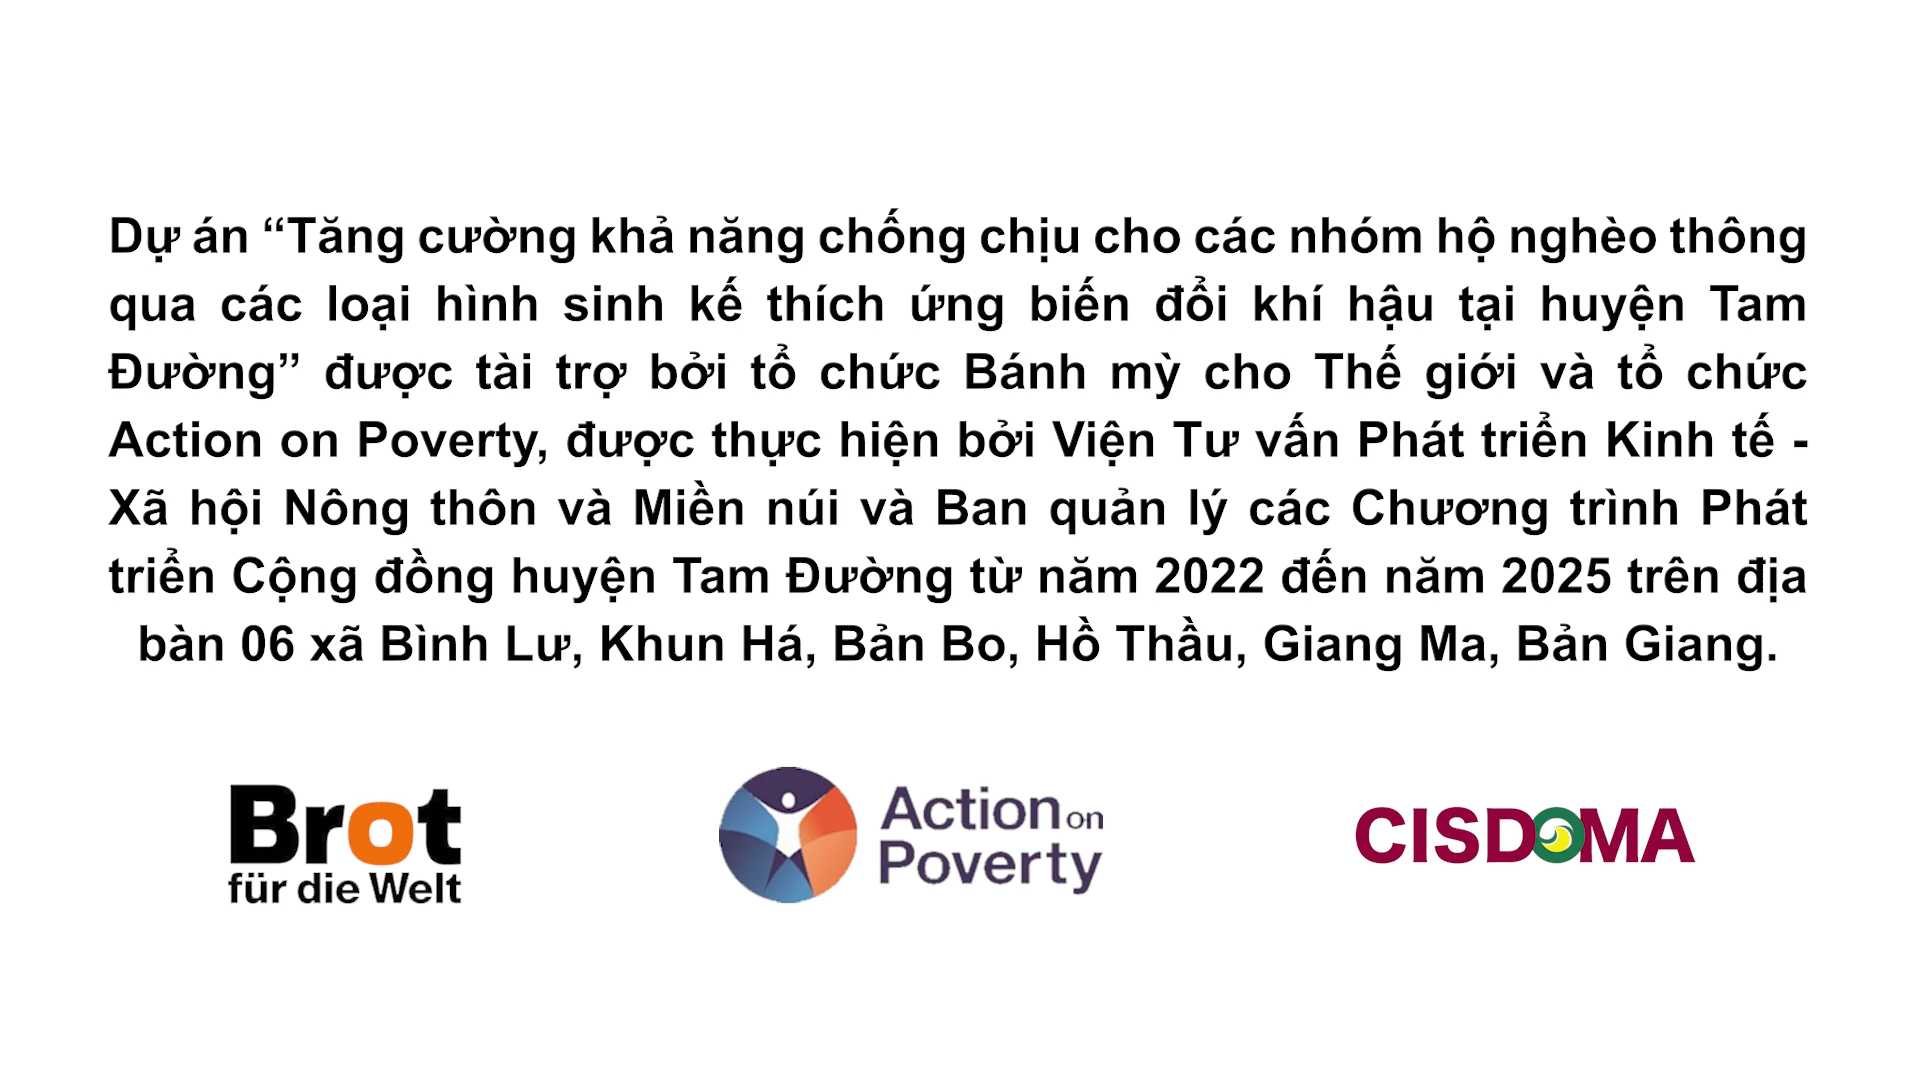 Dự án “Tăng cường khả năng chống chịu cho các nhóm hộ nghèo thông
qua các loại hình sinh kế thích ứng biến đổi khí hậu tại huyện Tam
Đường” được tài trợ bởi tổ chức Bánh mỳ cho Thế giới và tổ chức
Action on Poverty, được thực hiện bởi Viện Tư vấn Phát triển Kinh tế -
Xã hội Nông thôn và Miền núi và Ban quản lý các Chương trình Phát
triển Cộng đồng huyện Tam Đường từ năm 2022 đến năm 2025 trên địa
bàn 06 xã Bình Lư, Khun Há, Bản Bo, Hồ Thầu, Giang Ma, Bản Giang.
Brot
für die Welt
Action on
Poverty
CISDOMA